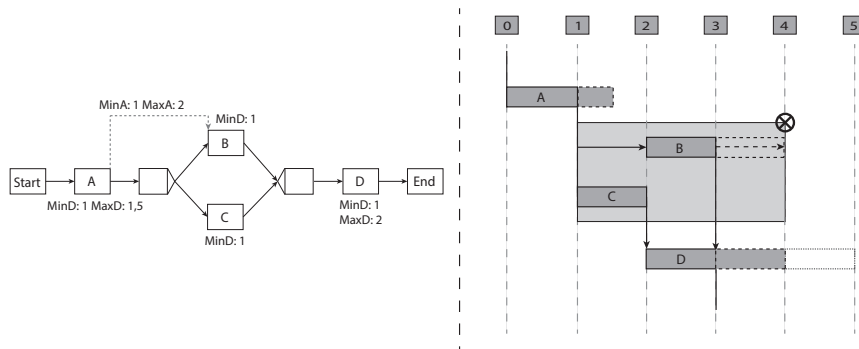 MinA: 1 MaxA: 2
MinD: 1
B
Start
A
D
End
MinD: 1 MaxD: 1,5
C
MinD: 1
MinD: 1
MaxD: 2
0 1 2 3 4 5
A
B
C
D